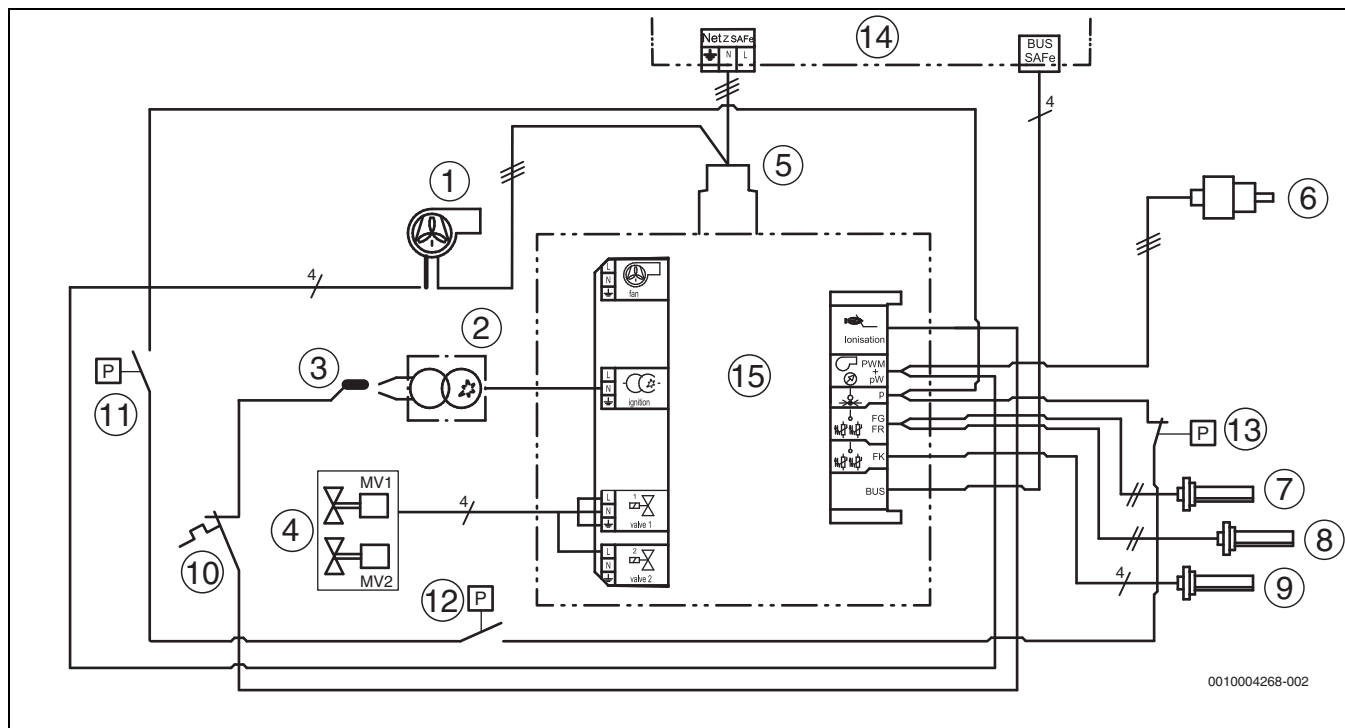 Netz SAFe
N L
14
BUS
SAFe
4
5
1
6
4
L
N
fan
2
Ionisation
15
PWM
+
pW
3
P
11
L
N
ignition
P
FG
FR
13
P
FK
7
MV1
4
BUS
1
L
N
valve 1
4
8
10
MV2
2
L
N
valve 2
4
9
12
P
0010004268-002